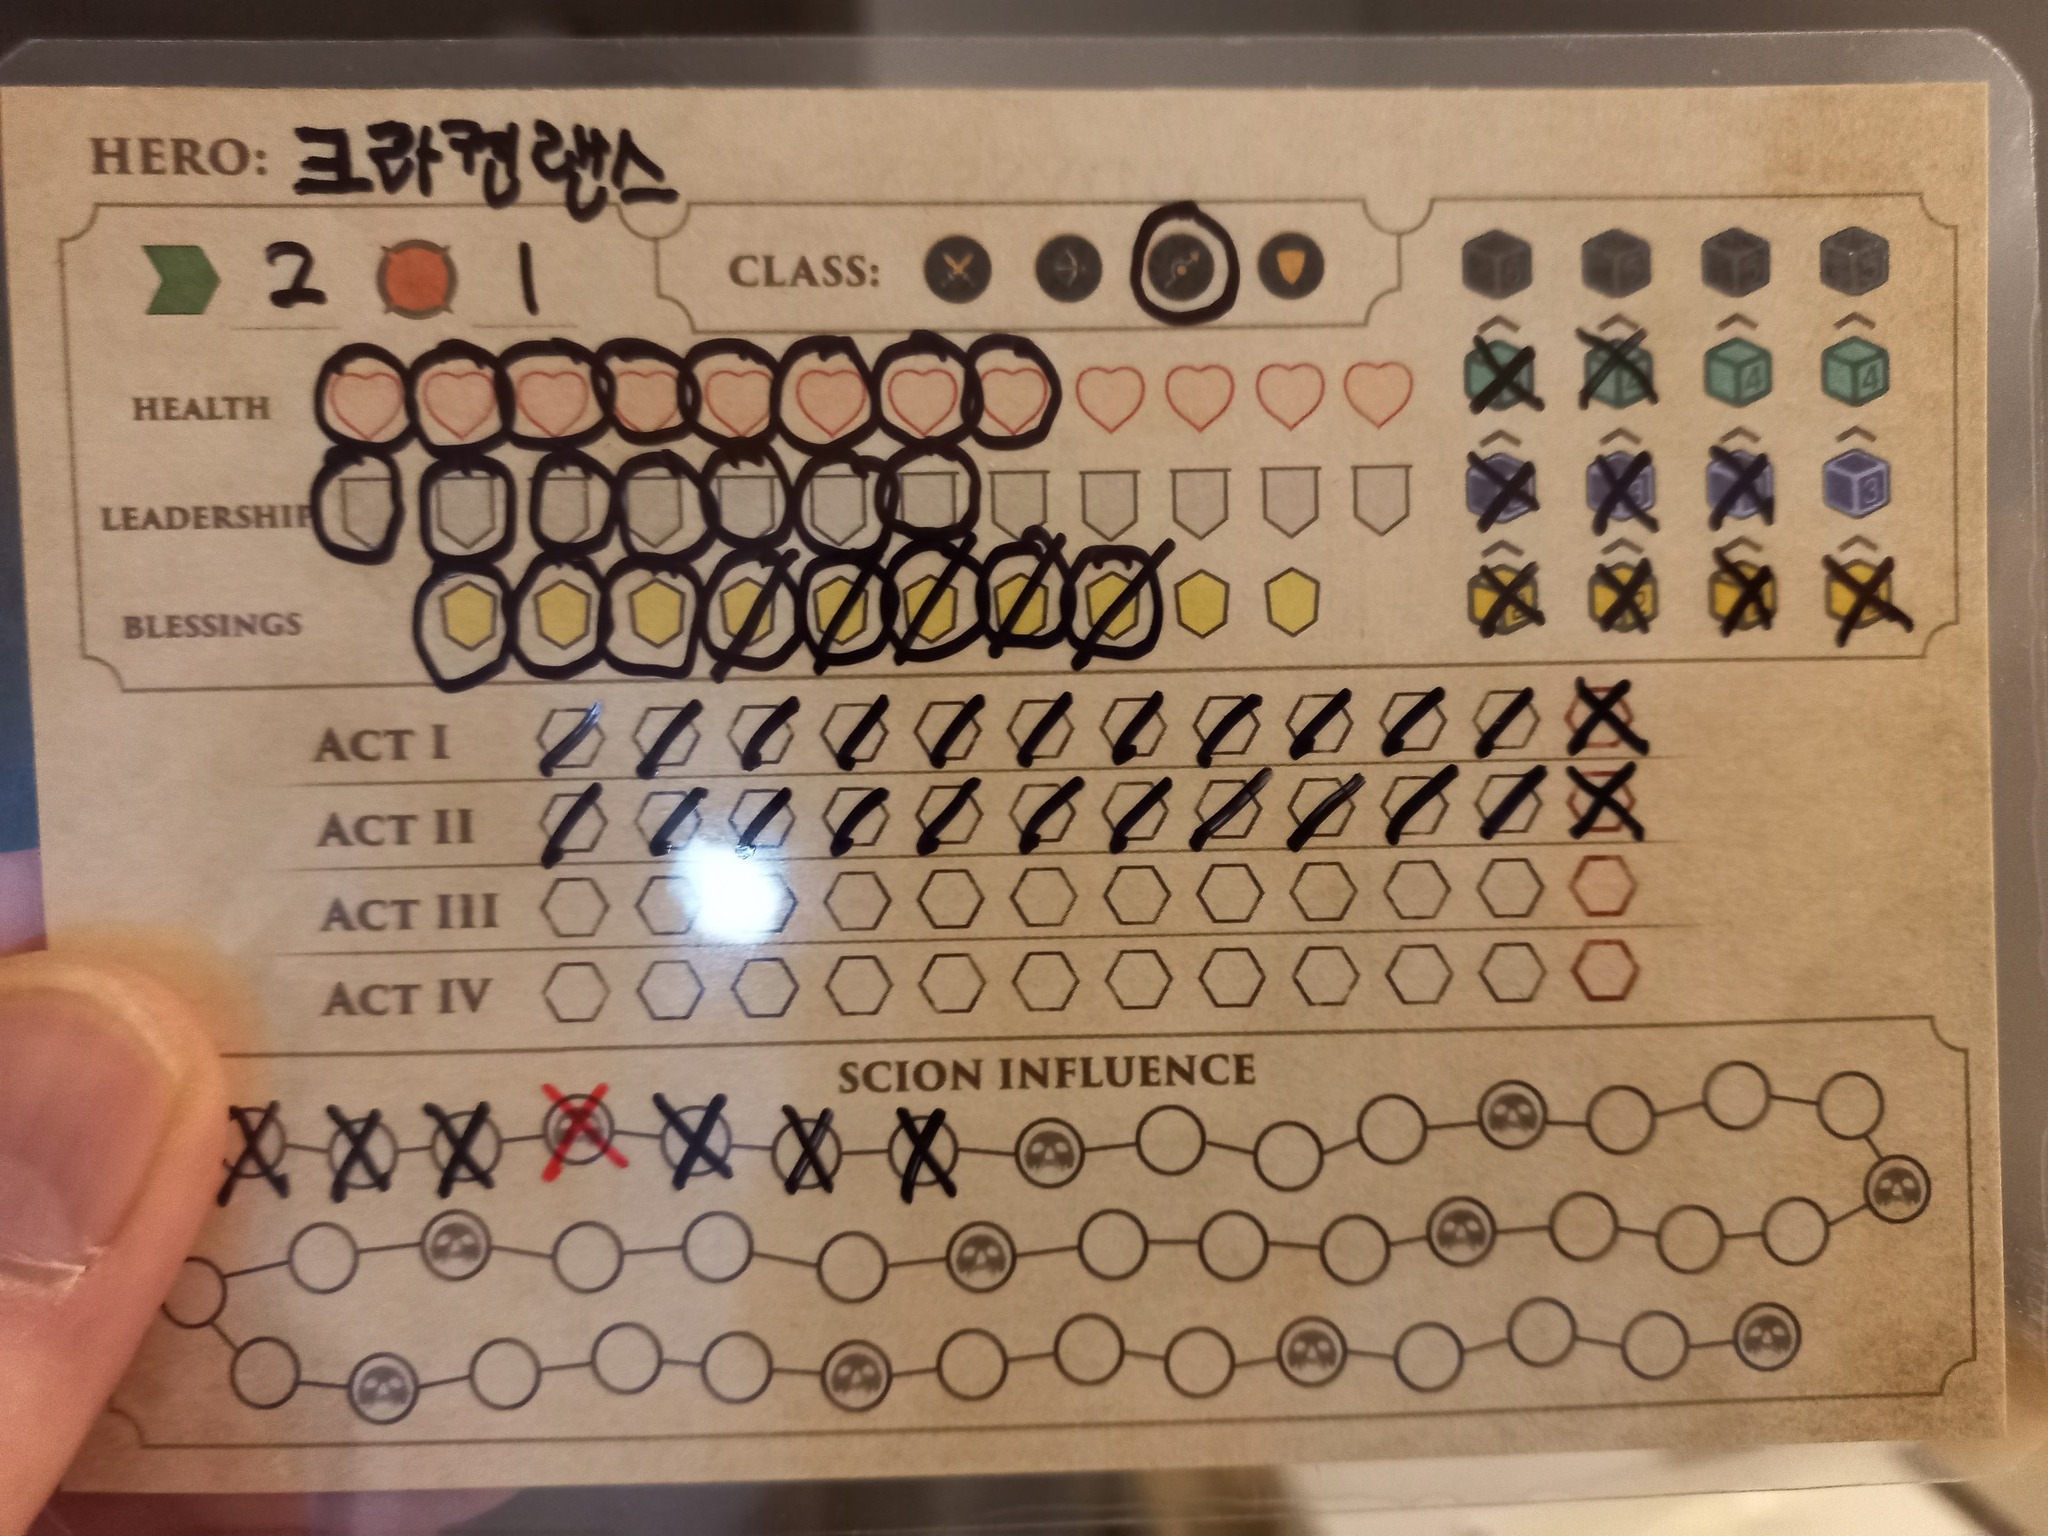 HERO: 크라켄랜스
2 1 CLASS:
HEALTH
LEADERSHIP
BLESSINGS
ACT I
ACT II
ACT III
ACT IV
SCION INFLUENCE